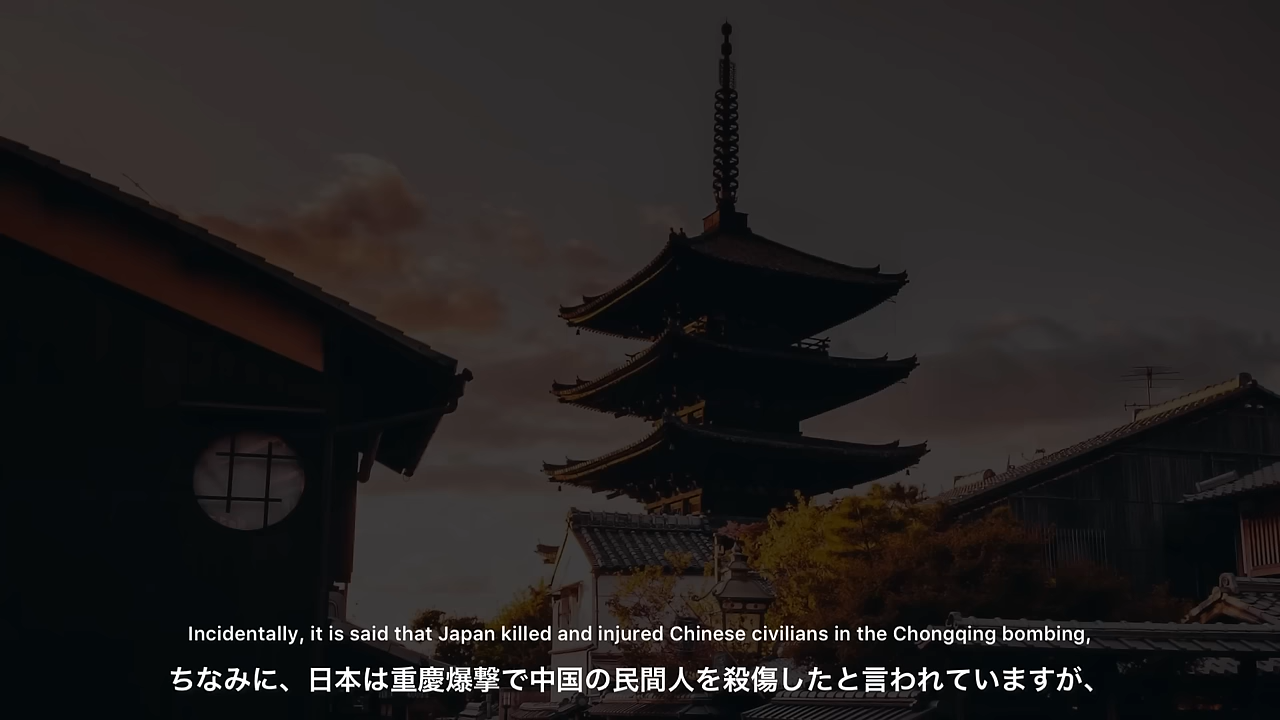 Incidentally, it is said that Japan killed and injured Chinese civilians in the Chongqing bombing,
ちなみに、日本は重慶爆撃で中国の民間人を殺傷したと言われていますが、